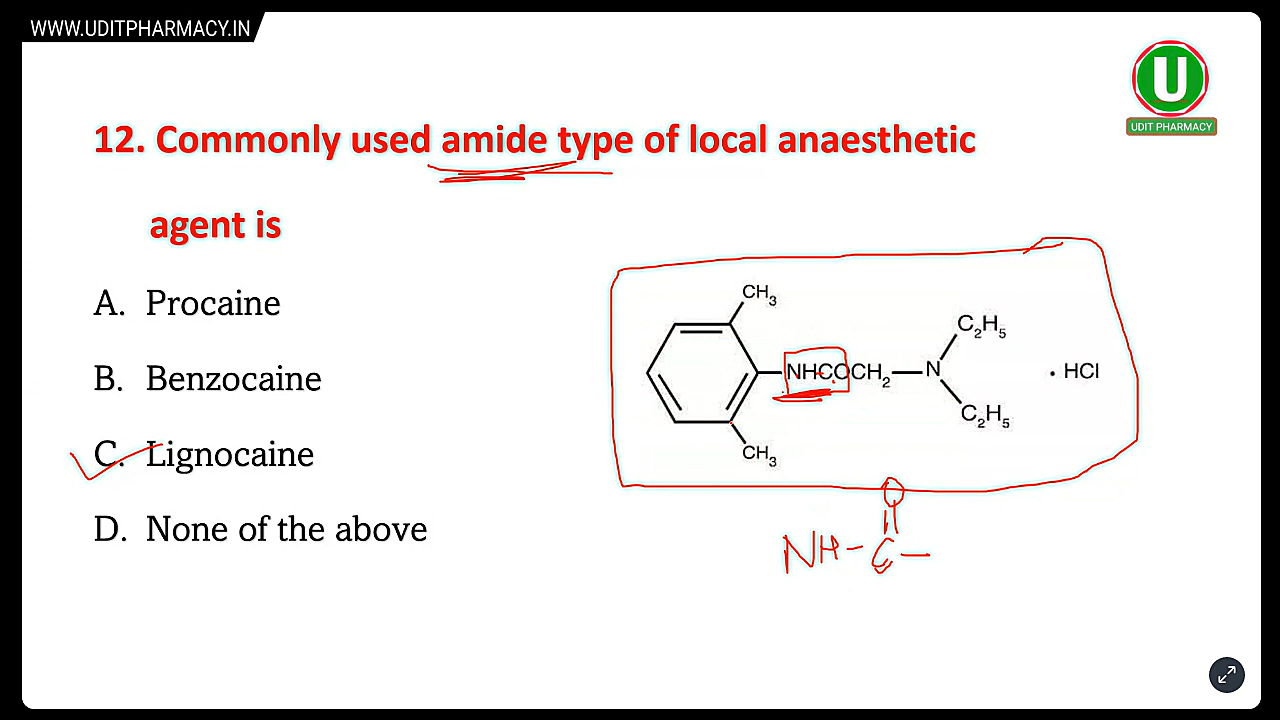 WWW.UDITPHARMACY.IN
U
UDIT PHARMACY
12. Commonly used amide type of local anaesthetic
agent is
A. Procaine
B. Benzocaine
C. Lignocaine
D. None of the above
CH₃
C₂H₅
NHCOCH₂—N
· HCl
C₂H₅
CH₃
O
NH-C-